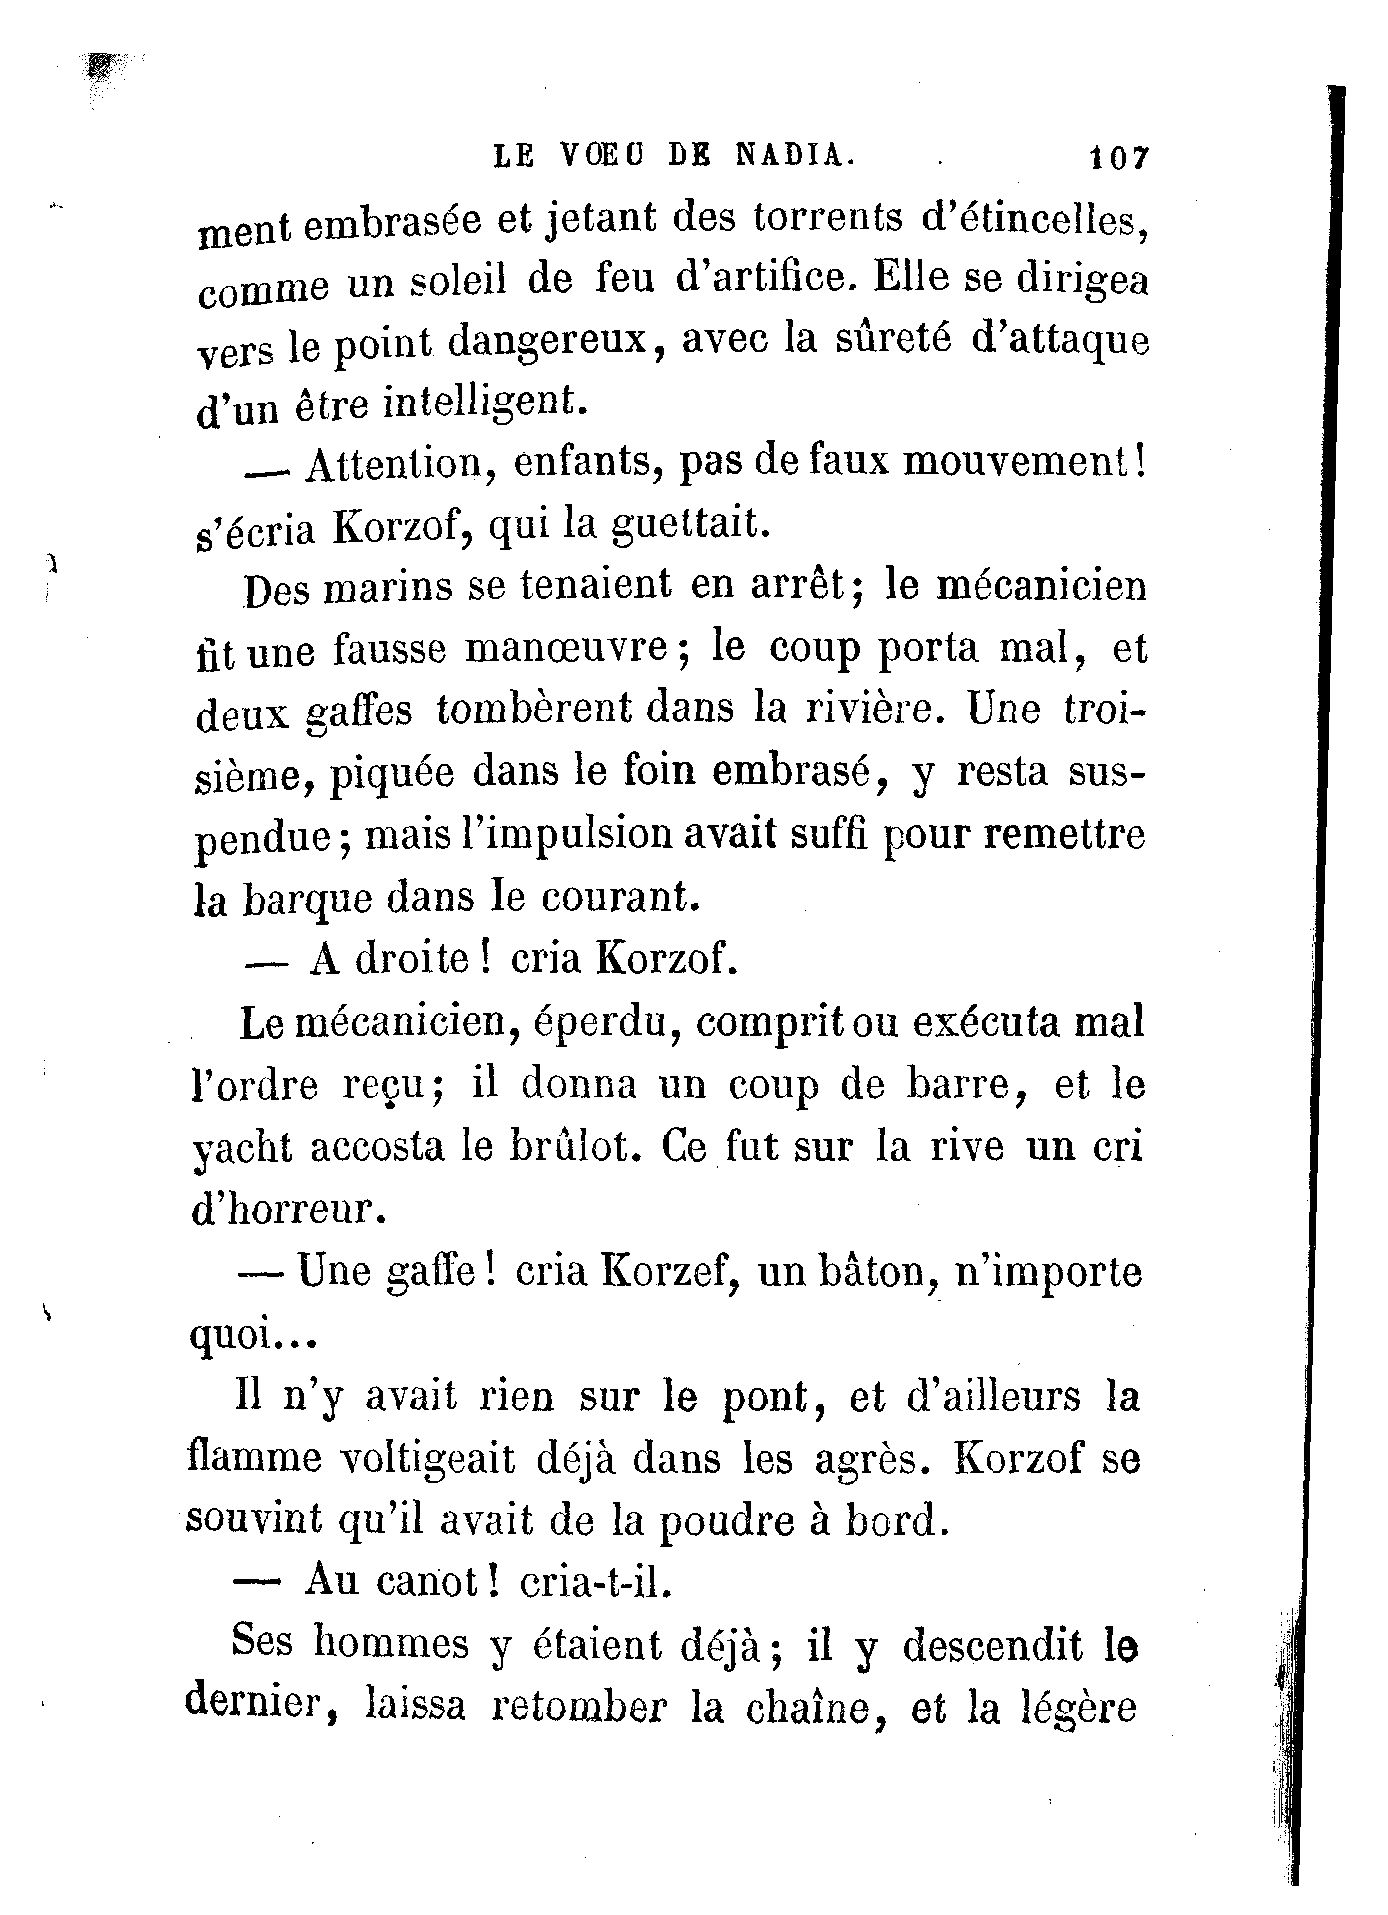 LE VŒU DE NADIA. 107
ment embrasée et jetant des torrents d'étincelles,
comme un soleil de feu d'artifice. Elle se dirigea
vers le point dangereux, avec la sûreté d'attaque
d'un être intelligent.
— Attention, enfants, pas de faux mouvement!
s'écria Korzof, qui la guettait.
Des marins se tenaient en arrêt; le mécanicien
fit une fausse manœuvre; le coup porta mal, et
deux gaffes tombèrent dans la rivière. Une troi-
sième, piquée dans le foin embrasé, y resta sus-
pendue; mais l'impulsion avait suffi pour remettre
la barque dans le courant.
— A droite! cria Korzof.
Le mécanicien, éperdu, comprit ou exécuta mal
l'ordre reçu; il donna un coup de barre, et le
yacht accosta le brûlot. Ce fut sur la rive un cri
d'horreur.
— Une gaffe! cria Korzef, un bâton, n'importe
quoi...
Il n'y avait rien sur le pont, et d'ailleurs la
flamme voltigeait déjà dans les agrès. Korzof se
souvint qu'il avait de la poudre à bord.
— Au canot! cria-t-il.
Ses hommes y étaient déjà; il y descendit le
dernier, laissa retomber la chaîne, et la légère